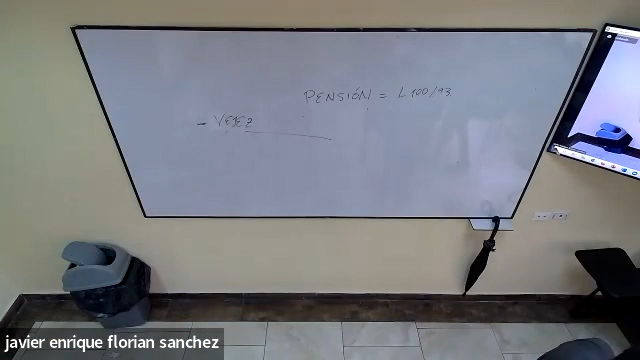 PENSIÓN = L 100/93
- VEJEZ
javier enrique florian sanchez